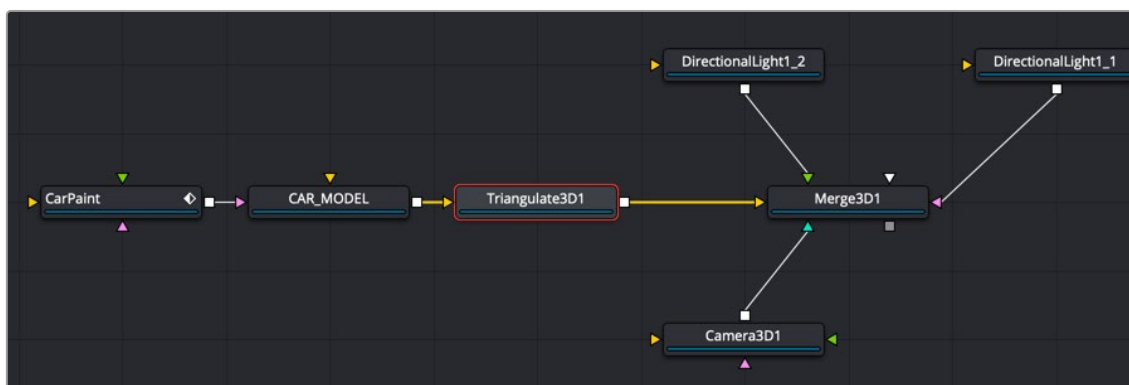 DirectionalLight1_2
DirectionalLight1_1
CarPaint
CAR_MODEL
Triangulate3D1
Merge3D1
Camera3D1